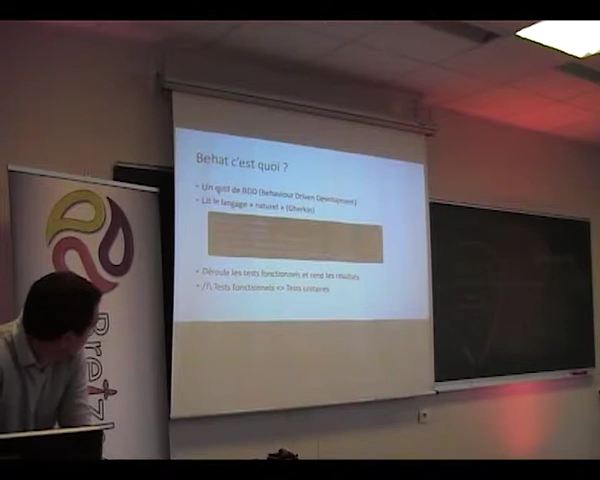 Behat c'est quoi ?
• Un outil de BDD (Behaviour Driven Development)
• Lit le langage « naturel » (Gherkin)
• Déroule les tests fonctionnels et rend les résultats
• /!\ Tests fonctionnels <> Tests unitaires